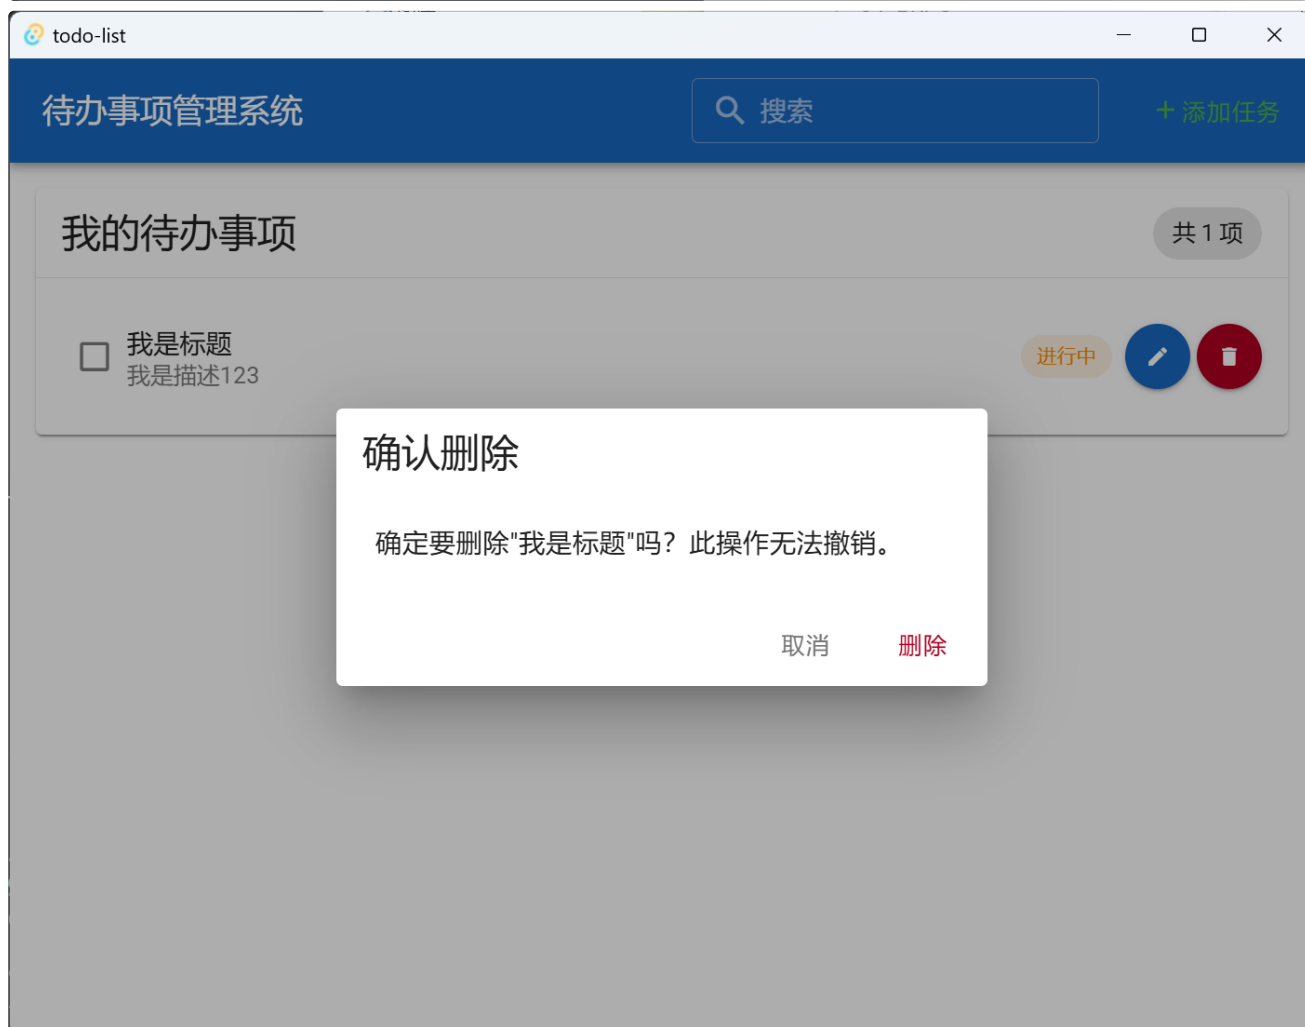 todo-list
待办事项管理系统
搜索
+ 添加任务
我的待办事项
共 1 项
我是标题
我是描述123
进行中
确认删除
确定要删除"我是标题"吗？此操作无法撤销。
取消
删除